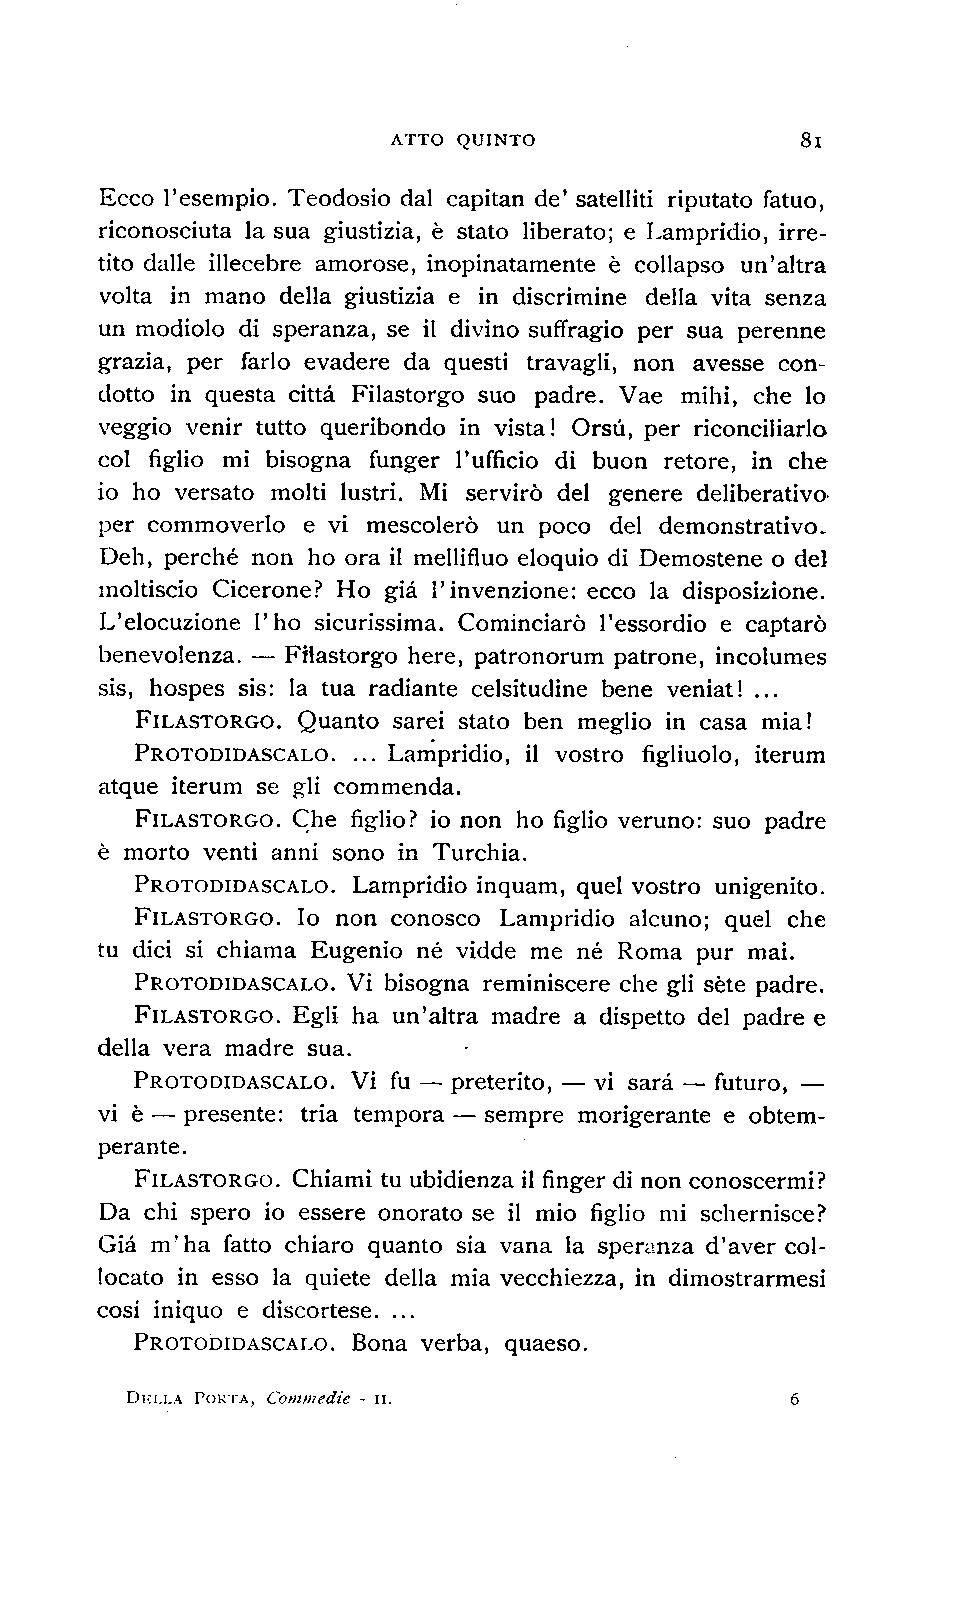 ATTO QUINTO 81
Ecco l'esempio. Teodosio dal capitan de' satelliti riputato fatuo,
riconosciuta la sua giustizia, è stato liberato; e Lampridio, irre-
tito dalle illecebre amorose, inopinatamente è collapso un'altra
volta in mano della giustizia e in discrimine della vita senza
un modiolo di speranza, se il divino suffragio per sua perenne
grazia, per farlo evadere da questi travagli, non avesse con-
dotto in questa cittá Filastorgo suo padre. Vae mihi, che lo
veggio venir tutto queribondo in vista! Orsú, per riconciliarlo
col figlio mi bisogna funger l'ufficio di buon retore, in che
io ho versato molti lustri. Mi servirò del genere deliberativo
per commoverlo e vi mescolerò un poco del demonstrativo.
Deh, perché non ho ora il mellifluo eloquio di Demostene o del
moltiscio Cicerone? Ho giá l'invenzione: ecco la disposizione.
L'elocuzione l'ho sicurissima. Cominciarò l'essordio e captarò
benevolenza. — Filastorgo here, patronorum patrone, incolumes
sis, hospes sis: la tua radiante celsitudine bene veniat! ...
FILASTORGO. Quanto sarei stato ben meglio in casa mia!
PROTODIDASCALO. ... Lampridio, il vostro figliuolo, iterum
atque iterum se gli commenda.
FILASTORGO. Che figlio? io non ho figlio veruno: suo padre
è morto venti anni sono in Turchia.
PROTODIDASCALO. Lampridio inquam, quel vostro unigenito.
FILASTORGO. Io non conosco Lampridio alcuno; quel che
tu dici si chiama Eugenio né vidde me né Roma pur mai.
PROTODIDASCALO. Vi bisogna reminiscere che gli sète padre.
FILASTORGO. Egli ha un'altra madre a dispetto del padre e
della vera madre sua.
PROTODIDASCALO. Vi fu — preterito, — vi sará — futuro, —
vi è — presente: tria tempora — sempre morigerante e obtem-
perante.
FILASTORGO. Chiami tu ubidienza il finger di non conoscermi?
Da chi spero io essere onorato se il mio figlio mi schernisce?
Giá m'ha fatto chiaro quanto sia vana la speranza d'aver col-
locato in esso la quiete della mia vecchiezza, in dimostrarmesi
cosi iniquo e discortese. ...
PROTODIDASCALO. Bona verba, quaeso.
DELLA PORTA, Commedie - II. 6